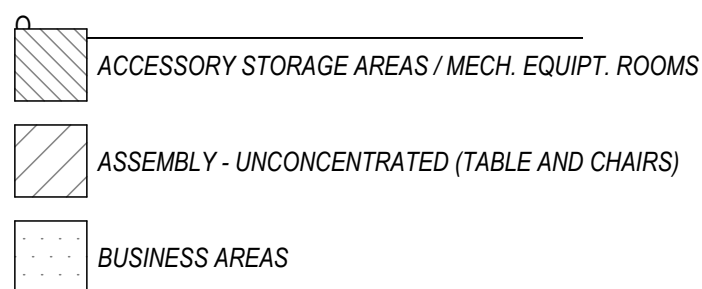 ACCESSORY STORAGE AREAS / MECH. EQUIPT. ROOMS
ASSEMBLY - UNCONCENTRATED (TABLE AND CHAIRS)
BUSINESS AREAS